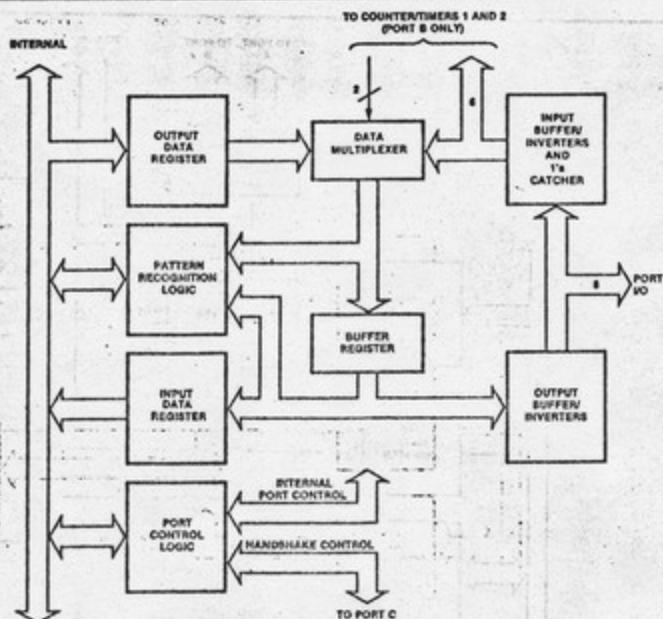 TO COUNTER/TIMERS 1 AND 2
(PORT B ONLY)
INTERNAL
2
6
OUTPUT
DATA
REGISTER
DATA
MULTIPLEXER
INPUT
BUFFER/
INVERTERS
AND
1's
CATCHER
PATTERN
RECOGNITION
LOGIC
8
PORT
I/O
BUFFER
REGISTER
INPUT
DATA
REGISTER
OUTPUT
BUFFER/
INVERTERS
INTERNAL
PORT CONTROL
PORT
CONTROL
LOGIC
HANDSHAKE CONTROL
TO PORT C